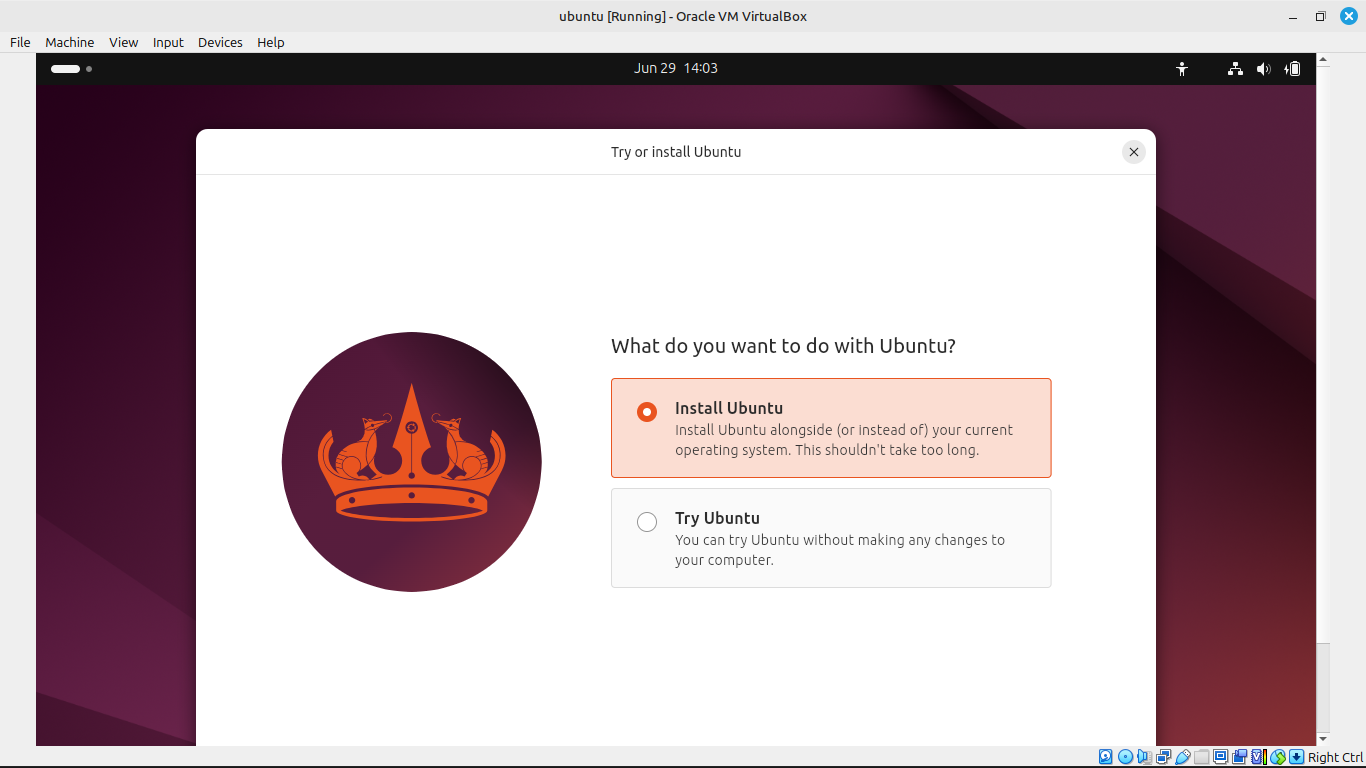 ubuntu [Running] - Oracle VM VirtualBox
File Machine View Input Devices Help
Jun 29 14:03
Try or install Ubuntu
What do you want to do with Ubuntu?
Install Ubuntu
Install Ubuntu alongside (or instead of) your current
operating system. This shouldn't take too long.
Try Ubuntu
You can try Ubuntu without making any changes to
your computer.
Right Ctrl